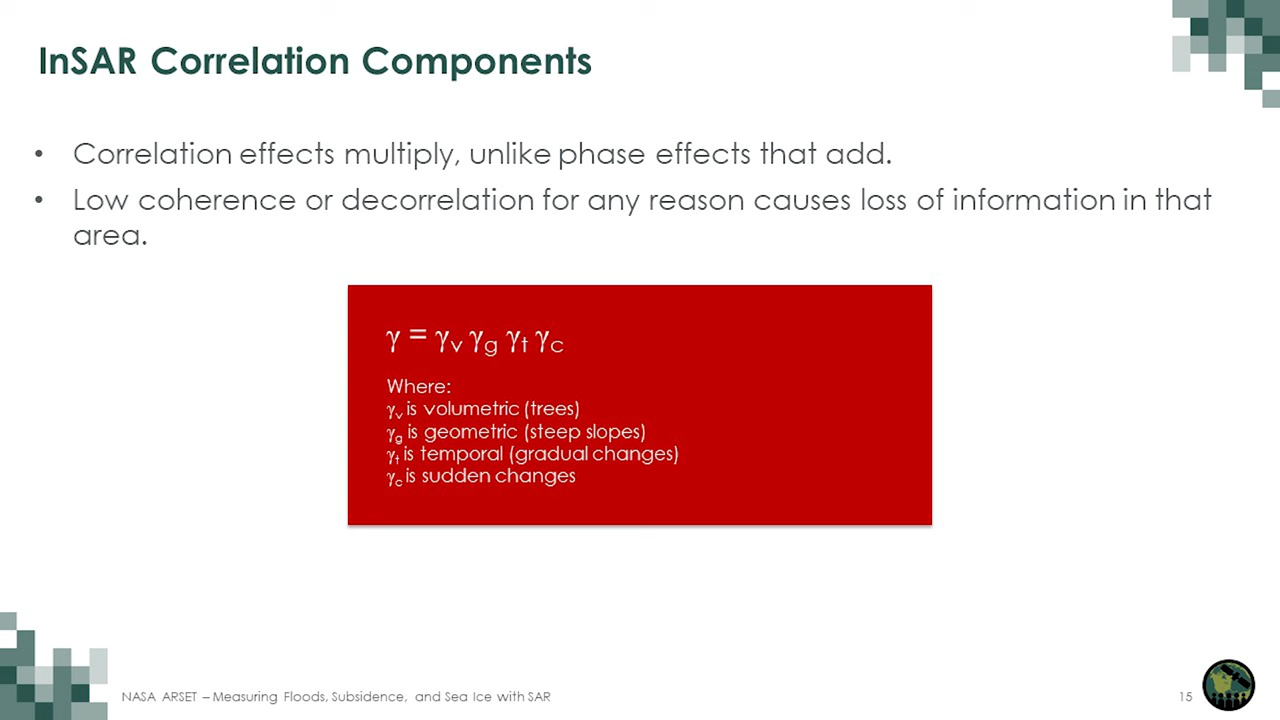 InSAR Correlation Components
• Correlation effects multiply, unlike phase effects that add.
• Low coherence or decorrelation for any reason causes loss of information in that
area.
γ = γv γg γt γc
Where:
γv is volumetric (trees)
γg is geometric (steep slopes)
γt is temporal (gradual changes)
γc is sudden changes
NASA ARSET – Measuring Floods, Subsidence, and Sea Ice with SAR
15